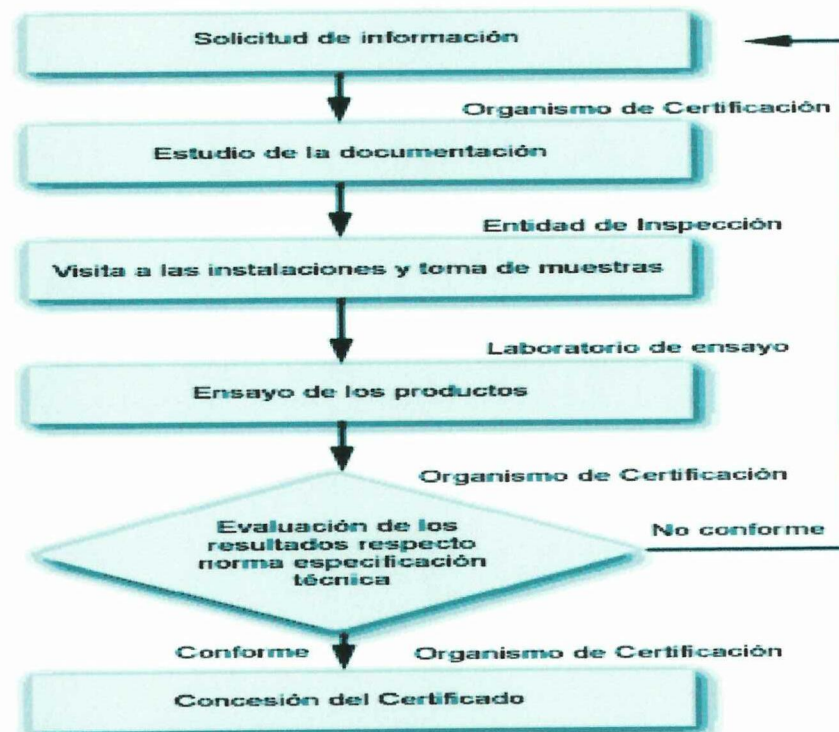 Solicitud de información
Organismo de Certificación
Estudio de la documentación
Entidad de Inspección
Visita a las instalaciones y toma de muestras
Laboratorio de ensayo
Ensayo de los productos
Organismo de Certificación
Evaluación de los
resultados respecto
norma especificación
técnica
No conforme
Conforme
Organismo de Certificación
Concesión del Certificado